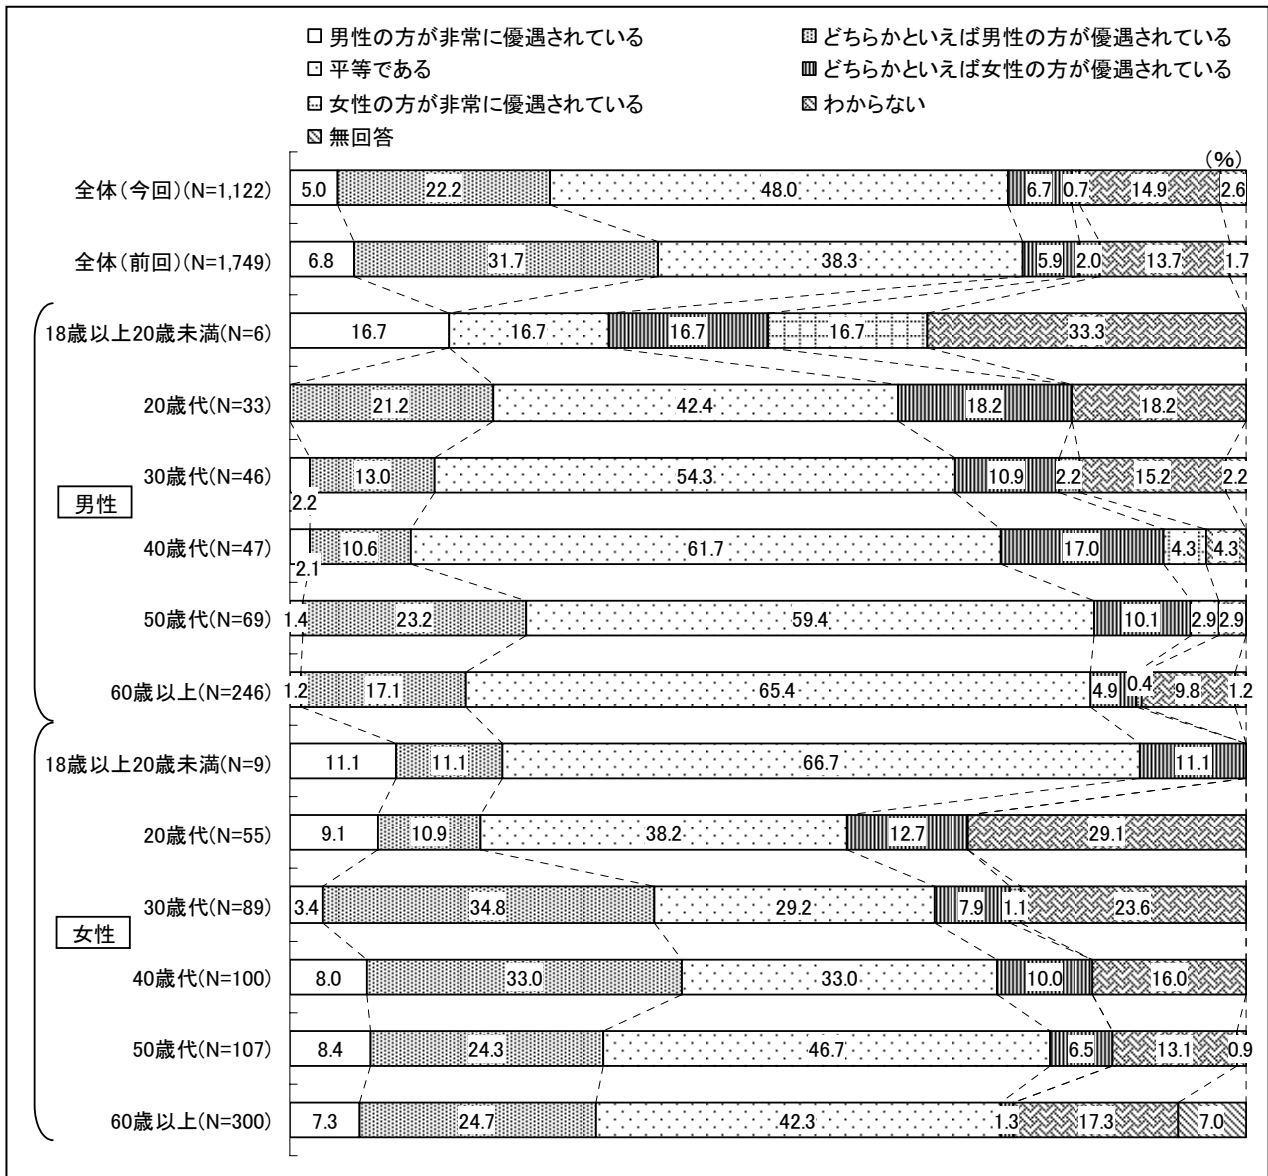 □ 男性の方が非常に優遇されている ▩ どちらかといえば男性の方が優遇されている
□ 平等である ▥ どちらかといえば女性の方が優遇されている
□ 女性の方が非常に優遇されている ▨ わからない
▧ 無回答
(%)
全体(今回)(N=1,122) 5.0 22.2 48.0 6.7 0.7 14.9 2.6
全体(前回)(N=1,749) 6.8 31.7 38.3 5.9 2.0 13.7 1.7
18歳以上20歳未満(N=6) 16.7 16.7 16.7 16.7 33.3
20歳代(N=33) 21.2 42.4 18.2 18.2
30歳代(N=46) 2.2 13.0 54.3 10.9 2.2 15.2 2.2
男性
40歳代(N=47) 2.1 10.6 61.7 17.0 4.3 4.3
50歳代(N=69) 1.4 23.2 59.4 10.1 2.9 2.9
60歳以上(N=246) 1.2 17.1 65.4 4.9 0.4 9.8 1.2
18歳以上20歳未満(N=9) 11.1 11.1 66.7 11.1
20歳代(N=55) 9.1 10.9 38.2 12.7 29.1
30歳代(N=89) 3.4 34.8 29.2 7.9 1.1 23.6
女性
40歳代(N=100) 8.0 33.0 33.0 10.0 16.0
50歳代(N=107) 8.4 24.3 46.7 6.5 13.1 0.9
60歳以上(N=300) 7.3 24.7 42.3 1.3 17.3 7.0